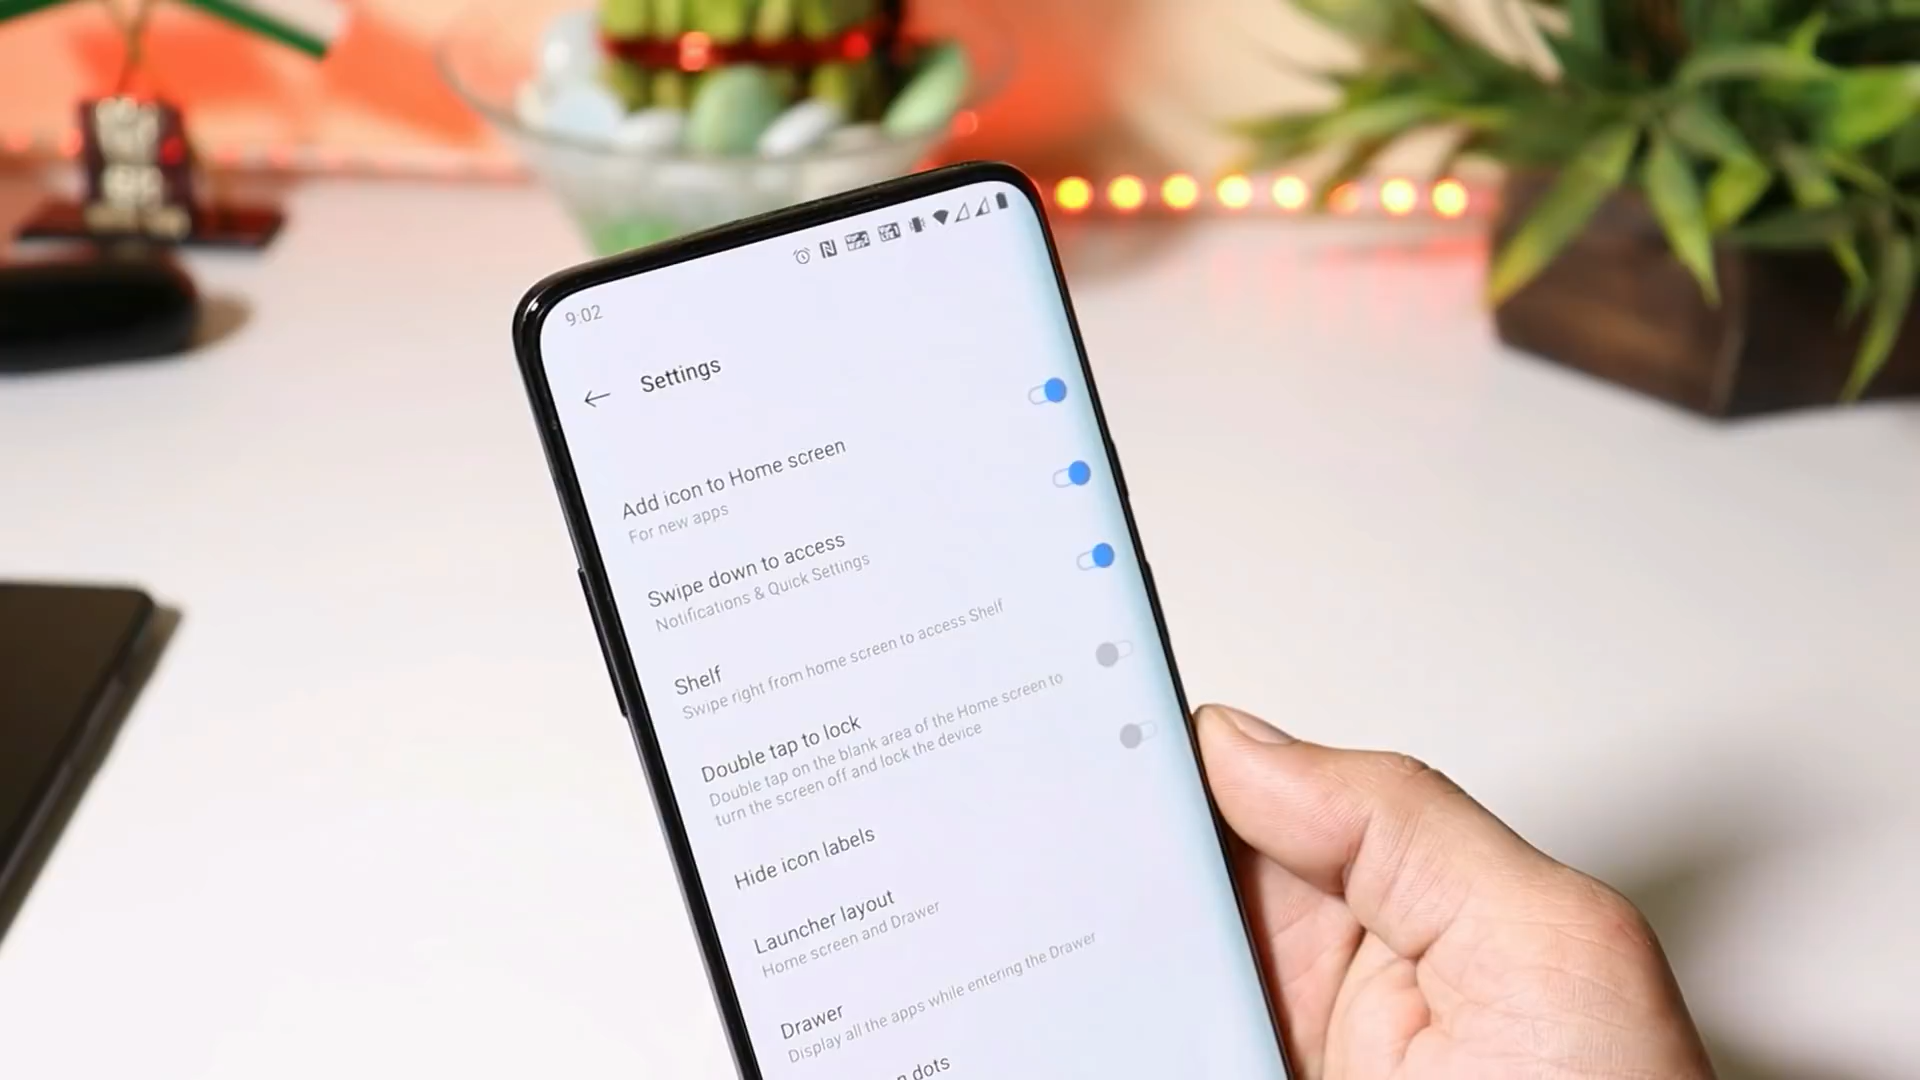 9:02
Settings
Add icon to Home screen
For new apps
Swipe down to access
Notifications & Quick Settings
Shelf
Swipe right from home screen to access Shelf
Double tap to lock
Double tap on the blank area of the Home screen to
turn the screen off and lock the device
Hide icon labels
Launcher layout
Home screen and Drawer
Drawer
Display all the apps while entering the Drawer
dots